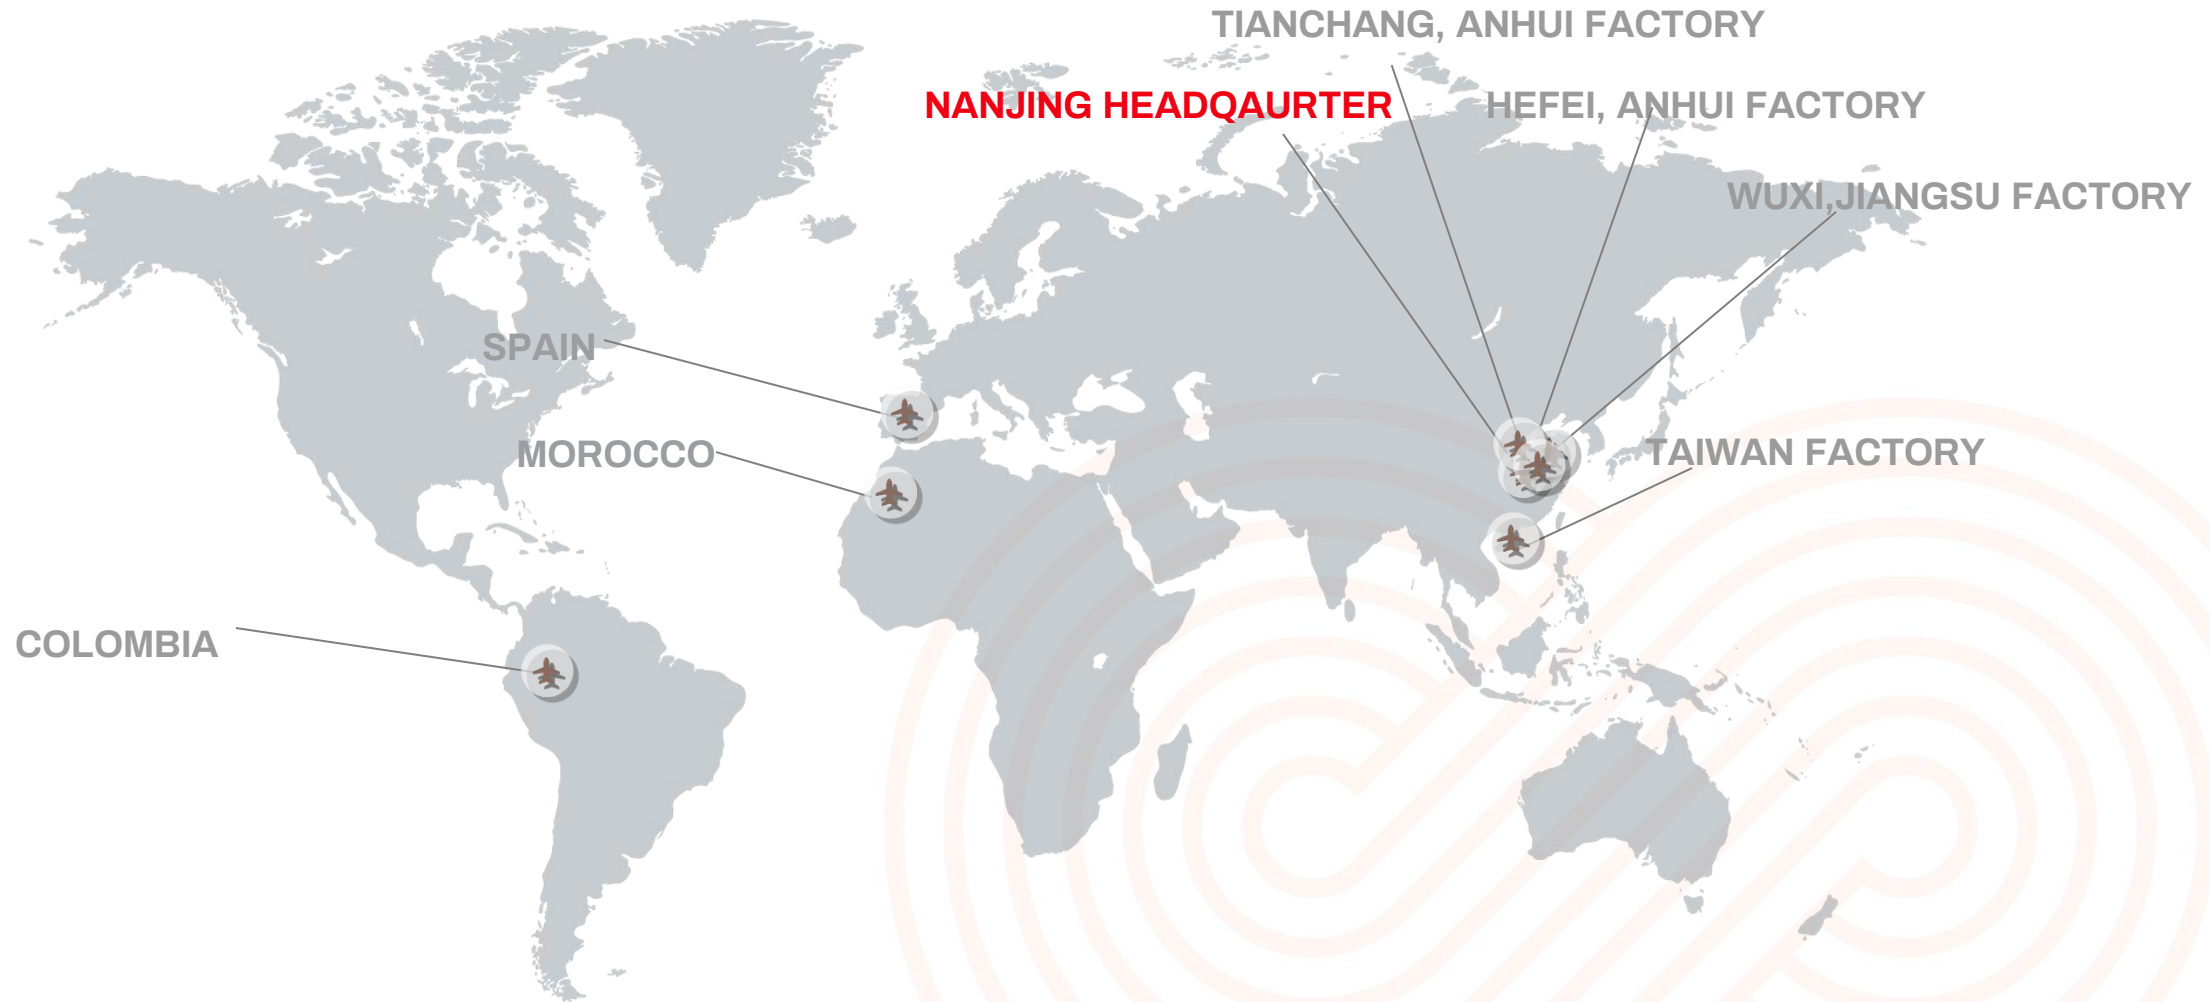 TIANCHANG, ANHUI FACTORY
NANJING HEADQAURTER
HEFEI, ANHUI FACTORY
WUXI,JIANGSU FACTORY
SPAIN
MOROCCO
TAIWAN FACTORY
COLOMBIA